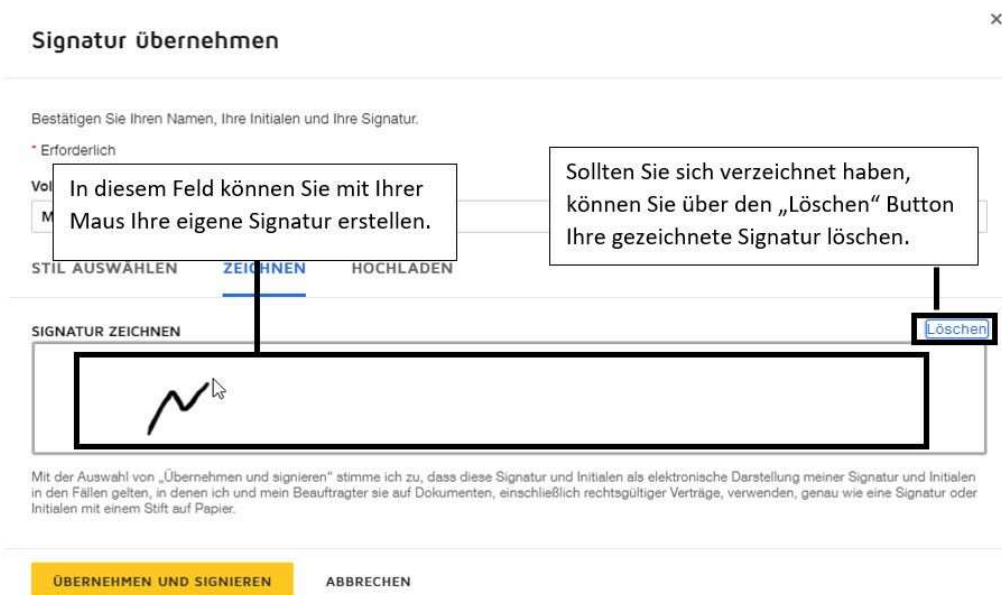 ×
Signatur übernehmen
Bestätigen Sie Ihren Namen, Ihre Initialen und Ihre Signatur.
* Erforderlich
Vol
M
In diesem Feld können Sie mit Ihrer
Maus Ihre eigene Signatur erstellen.
Sollten Sie sich verzeichnet haben,
können Sie über den „Löschen“ Button
Ihre gezeichnete Signatur löschen.
STIL AUSWÄHLEN ZEICHNEN HOCHLADEN
SIGNATUR ZEICHNEN Löschen
Mit der Auswahl von „Übernehmen und signieren“ stimme ich zu, dass diese Signatur und Initialen als elektronische Darstellung meiner Signatur und Initialen
in den Fällen gelten, in denen ich und mein Beauftragter sie auf Dokumenten, einschließlich rechtsgültiger Verträge, verwenden, genau wie eine Signatur oder
Initialen mit einem Stift auf Papier.
ÜBERNEHMEN UND SIGNIEREN ABBRECHEN